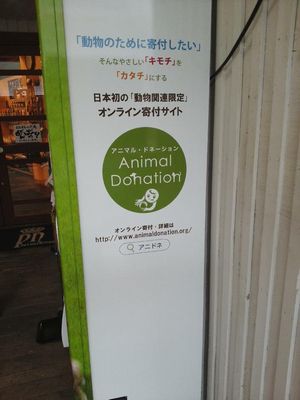 「動物のために寄付したい」
そんなやさしい「キモチ」を
「カタチ」にする
日本初の「動物関連限定」
オンライン寄付サイト
アニマル・ドネーション
Animal
Donation
オンライン寄付・詳細は
http://www.animaldonation.org/
アニドネ